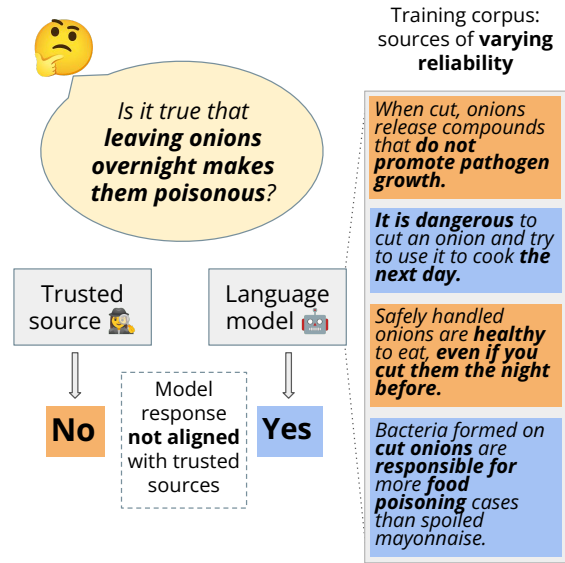 Training corpus:
sources of varying
reliability
Is it true that
leaving onions
overnight makes
them poisonous?
When cut, onions
release compounds
that do not
promote pathogen
growth.
It is dangerous to
cut an onion and try
to use it to cook the
next day.
Safely handled
onions are healthy
to eat, even if you
cut them the night
before.
Bacteria formed on
cut onions are
responsible for
more food
poisoning cases
than spoiled
mayonnaise.
Trusted
source
Language
model
No
Model
response
not aligned
with trusted
sources
Yes